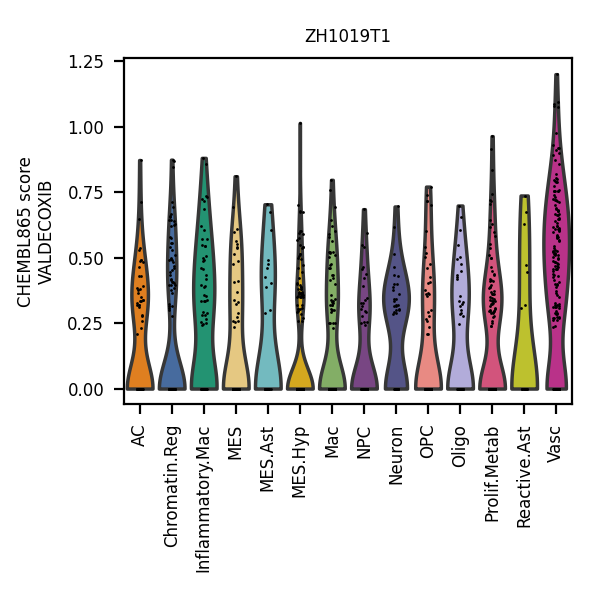 ZH1019T1
CHEMBL865 score
VALDECOXIB
1.25
1.00
0.75
0.50
0.25
0.00
AC
Chromatin.Reg
Inflammatory.Mac
MES
MES.Ast
MES.Hyp
Mac
NPC
Neuron
OPC
Oligo
Prolif.Metab
Reactive.Ast
Vasc